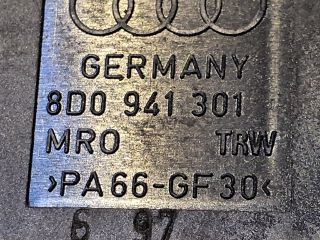 GERMANY
8D0 941 301
MRO TRW
>PA66-GF30<
6 97